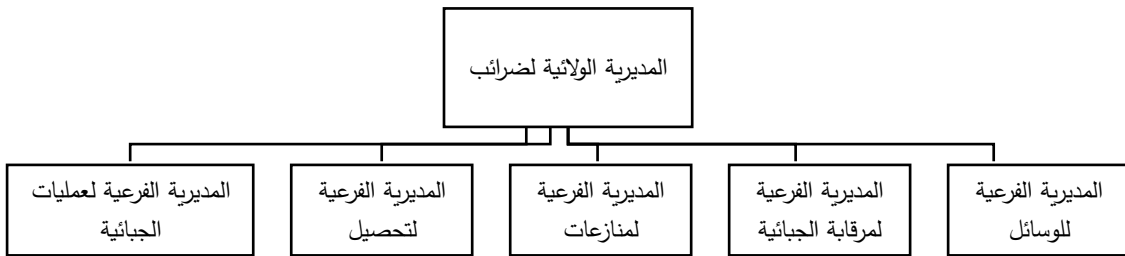 المديرية الولائية لضرائب
المديرية الفرعية
للوسائل
المديرية الفرعية
لمرقابة الجبائية
المديرية الفرعية
لمنازعات
المديرية الفرعية
لتحصيل
المديرية الفرعية لعمليات
الجبائية